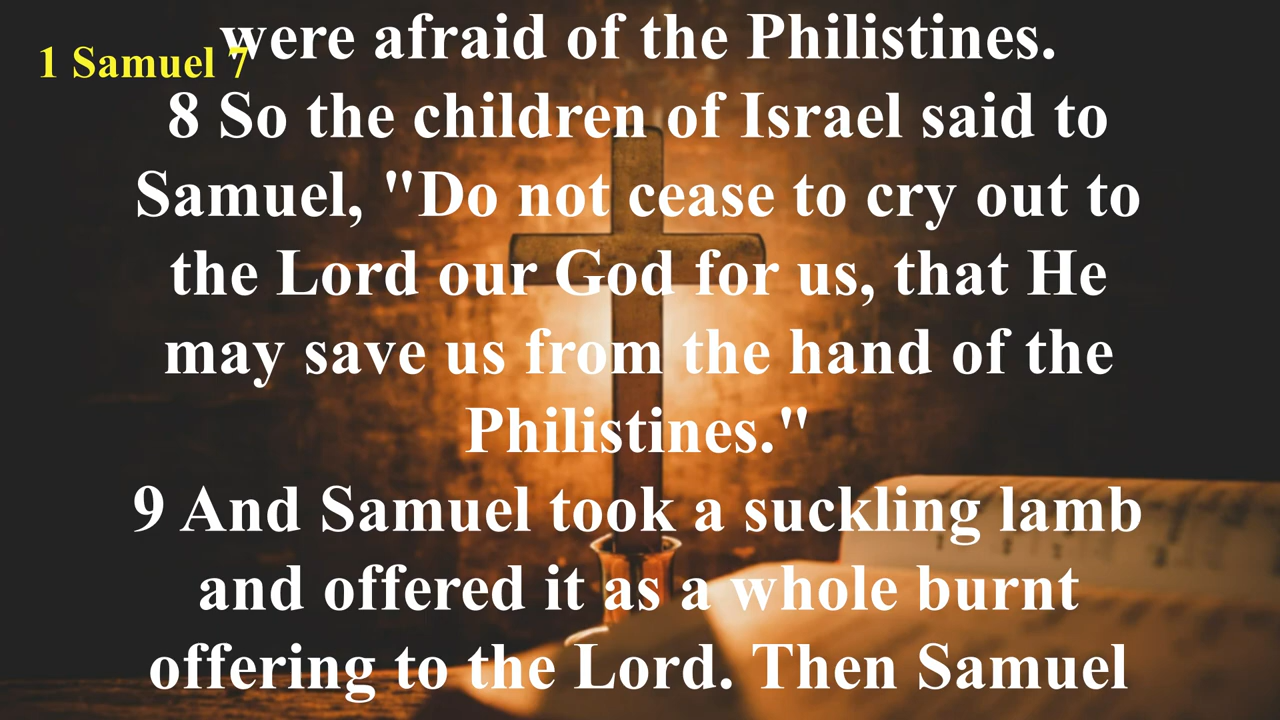 were afraid of the Philistines.
1 Samuel 7
8 So the children of Israel said to
Samuel, "Do not cease to cry out to
the Lord our God for us, that He
may save us from the hand of the
Philistines."
9 And Samuel took a suckling lamb
and offered it as a whole burnt
offering to the Lord. Then Samuel